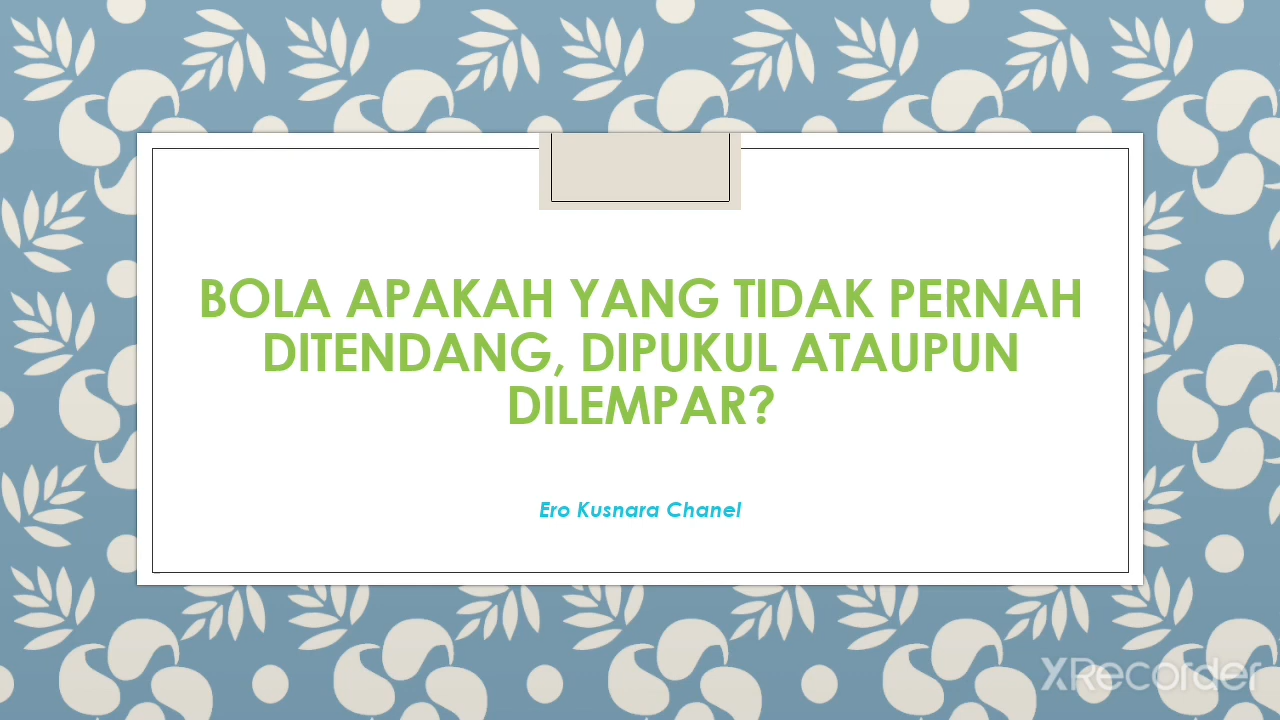 BOLA APAKAH YANG TIDAK PERNAH
DITENDANG, DIPUKUL ATAUPUN
DILEMPAR?
Ero Kusnara Chanel
XRecorder